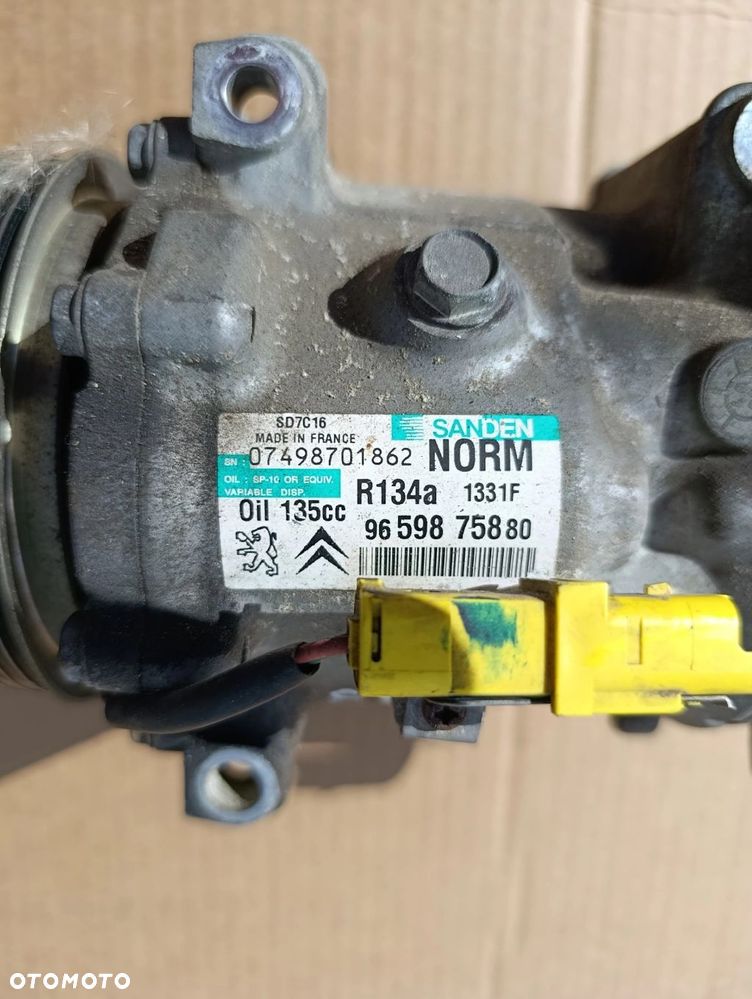 SD7C16
MADE IN FRANCE
SANDEN
SN : 07498701862 NORM
OIL : SP-10 OR EQUIV.
VARIABLE DISP.
R134a 1331F
Oil 135cc
96 598 758 80
OTOMOTO